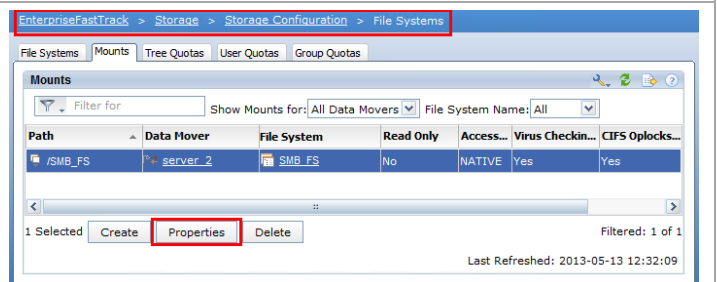 EnterpriseFastTrack > Storage > Storage Configuration > File Systems
File Systems Mounts Tree Quotas User Quotas Group Quotas
Mounts
Filter for Show Mounts for: All Data Movers File System Name: All
Path Data Mover File System Read Only Access... Virus Checkin... CIFS Oplocks...
/SMB_FS server_2 SMB_FS No NATIVE Yes Yes
1 Selected Create Properties Delete Filtered: 1 of 1
Last Refreshed: 2013-05-13 12:32:09